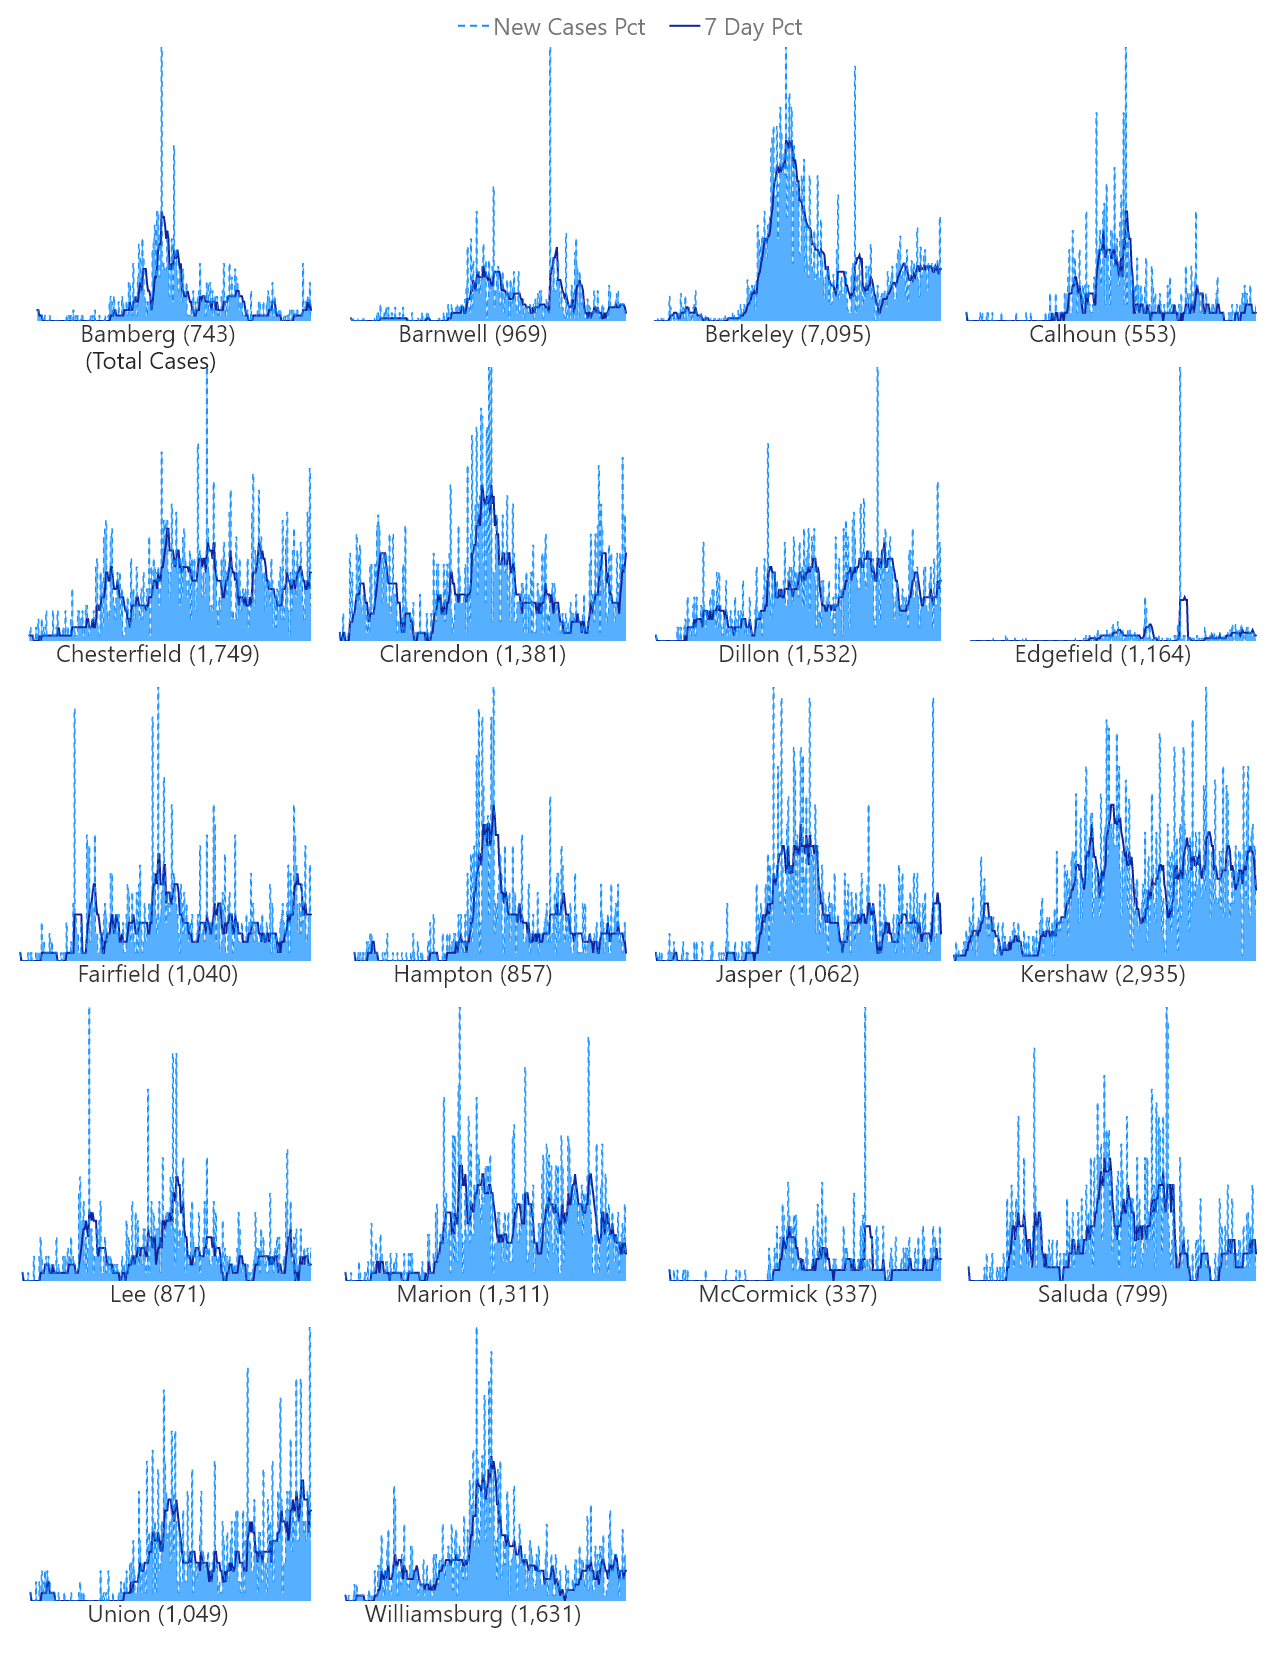 New Cases Pct 7 Day Pct
Bamberg (743) Barnwell (969) Berkeley (7,095) Calhoun (553)
(Total Cases)
Chesterfield (1,749) Clarendon (1,381) Dillon (1,532) Edgefield (1,164)
Fairfield (1,040) Hampton (857) Jasper (1,062) Kershaw (2,935)
Lee (871) Marion (1,311) McCormick (337) Saluda (799)
Union (1,049) Williamsburg (1,631)